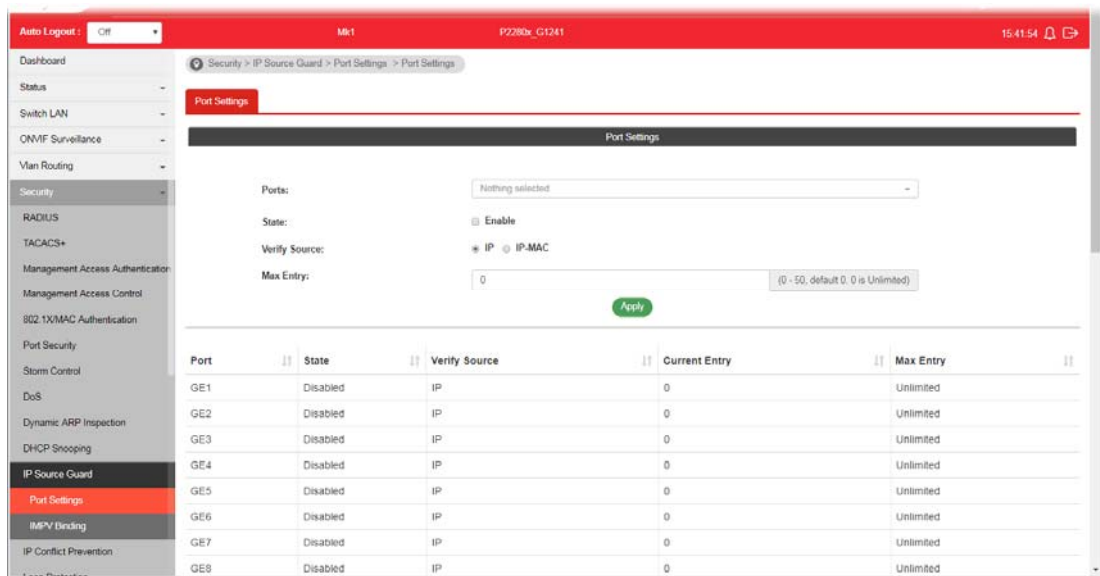 Auto Logout : Off Mk1 P2280x_G1241 15:41:54
Dashboard
Status
Switch LAN
ONVIF Surveillance
Vlan Routing
Security
RADIUS
TACACS+
Management Access Authentication
Management Access Control
802.1X/MAC Authentication
Port Security
Storm Control
DoS
Dynamic ARP Inspection
DHCP Snooping
IP Source Guard
Port Settings
IMPV Binding
IP Conflict Prevention
Loop Protection
Security > IP Source Guard > Port Settings > Port Settings
Port Settings
Port Settings
Ports: Nothing selected
State: Enable
Verify Source: IP IP-MAC
Max Entry: 0 (0 - 50, default 0, 0 is Unlimited)
Apply
Port State Verify Source Current Entry Max Entry
GE1 Disabled IP 0 Unlimited
GE2 Disabled IP 0 Unlimited
GE3 Disabled IP 0 Unlimited
GE4 Disabled IP 0 Unlimited
GE5 Disabled IP 0 Unlimited
GE6 Disabled IP 0 Unlimited
GE7 Disabled IP 0 Unlimited
GE8 Disabled IP 0 Unlimited